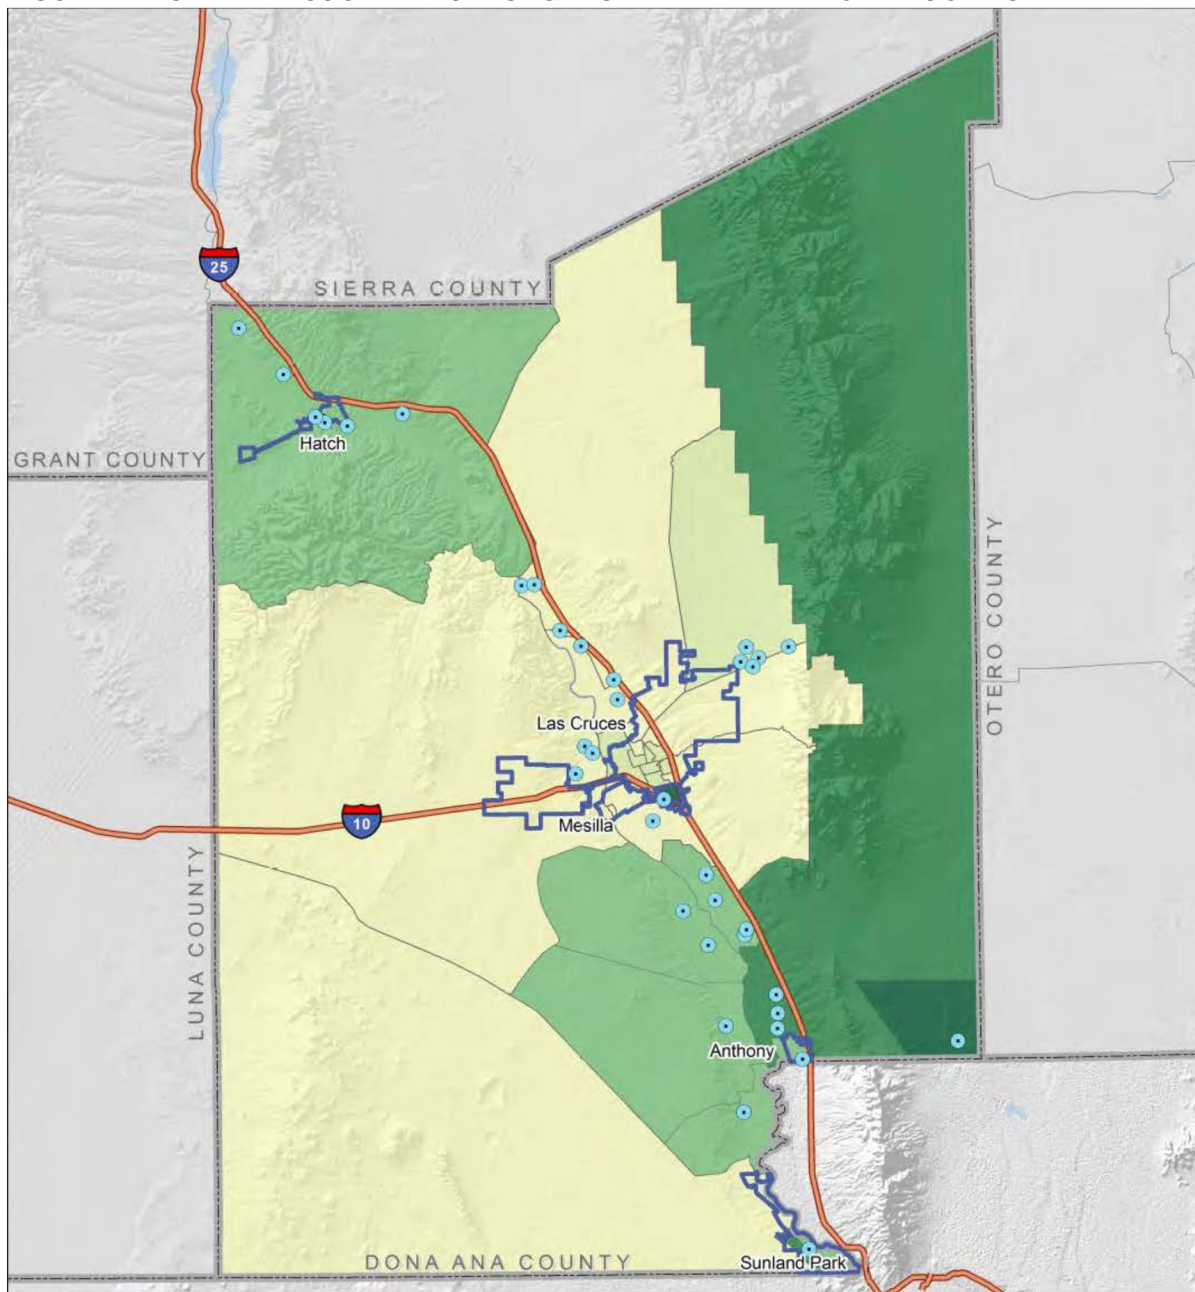 25
SIERRA COUNTY
Hatch
GRANT COUNTY
OTERO COUNTY
Las Cruces
10
Mesilla
LUNA COUNTY
Anthony
DONA ANA COUNTY
Sunland Park